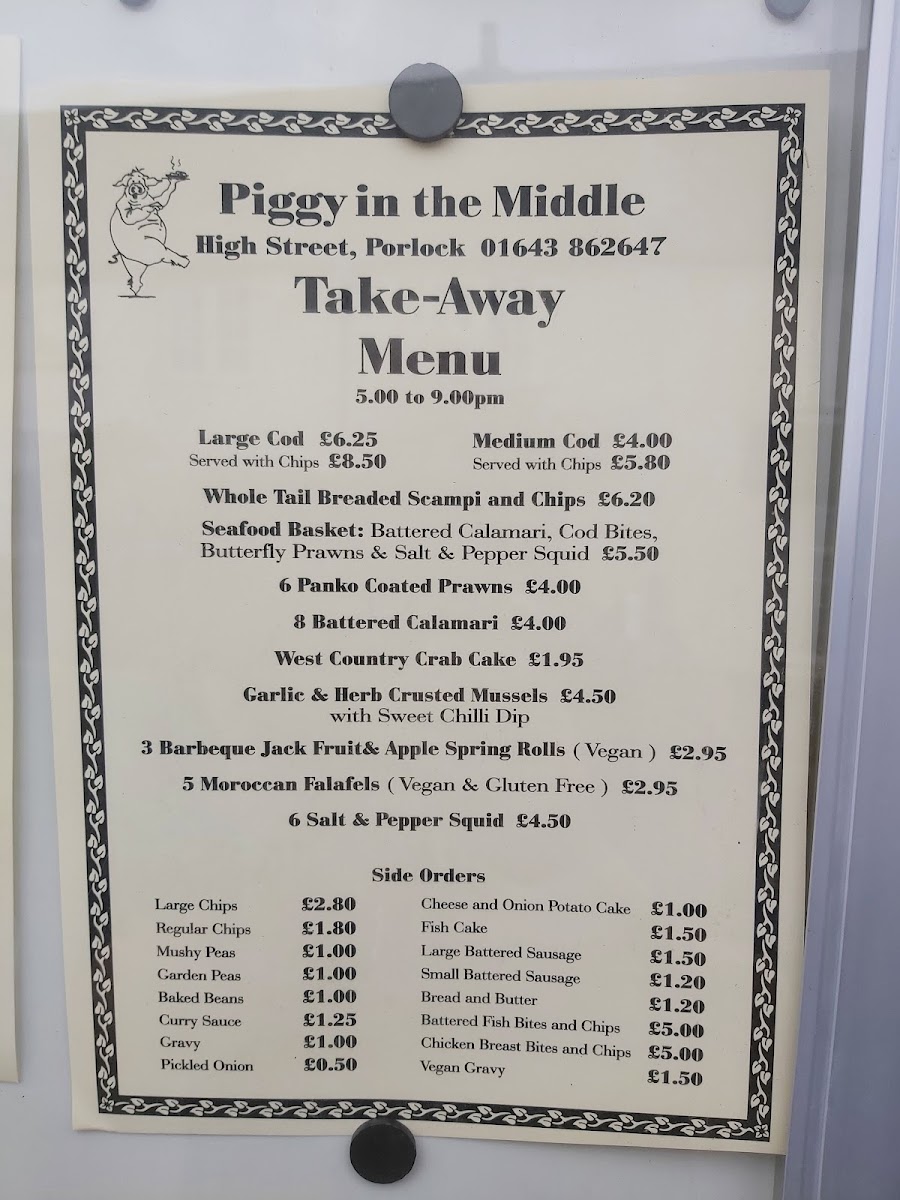 Piggy in the Middle
High Street, Porlock 01643 862647
Take-Away
Menu
5.00 to 9.00pm
Large Cod £6.25
Served with Chips £8.50
Medium Cod £4.00
Served with Chips £5.80
Whole Tail Breaded Scampi and Chips £6.20
Seafood Basket: Battered Calamari, Cod Bites,
Butterfly Prawns & Salt & Pepper Squid £5.50
6 Panko Coated Prawns £4.00
8 Battered Calamari £4.00
West Country Crab Cake £1.95
Garlic & Herb Crusted Mussels £4.50
with Sweet Chilli Dip
3 Barbeque Jack Fruit& Apple Spring Rolls ( Vegan ) £2.95
5 Moroccan Falafels ( Vegan & Gluten Free ) £2.95
6 Salt & Pepper Squid £4.50
Side Orders
Large Chips £2.80
Regular Chips £1.80
Mushy Peas £1.00
Garden Peas £1.00
Baked Beans £1.00
Curry Sauce £1.25
Gravy £1.00
Pickled Onion £0.50
Cheese and Onion Potato Cake £1.00
Fish Cake £1.50
Large Battered Sausage £1.50
Small Battered Sausage £1.20
Bread and Butter £1.20
Battered Fish Bites and Chips £5.00
Chicken Breast Bites and Chips £5.00
Vegan Gravy £1.50